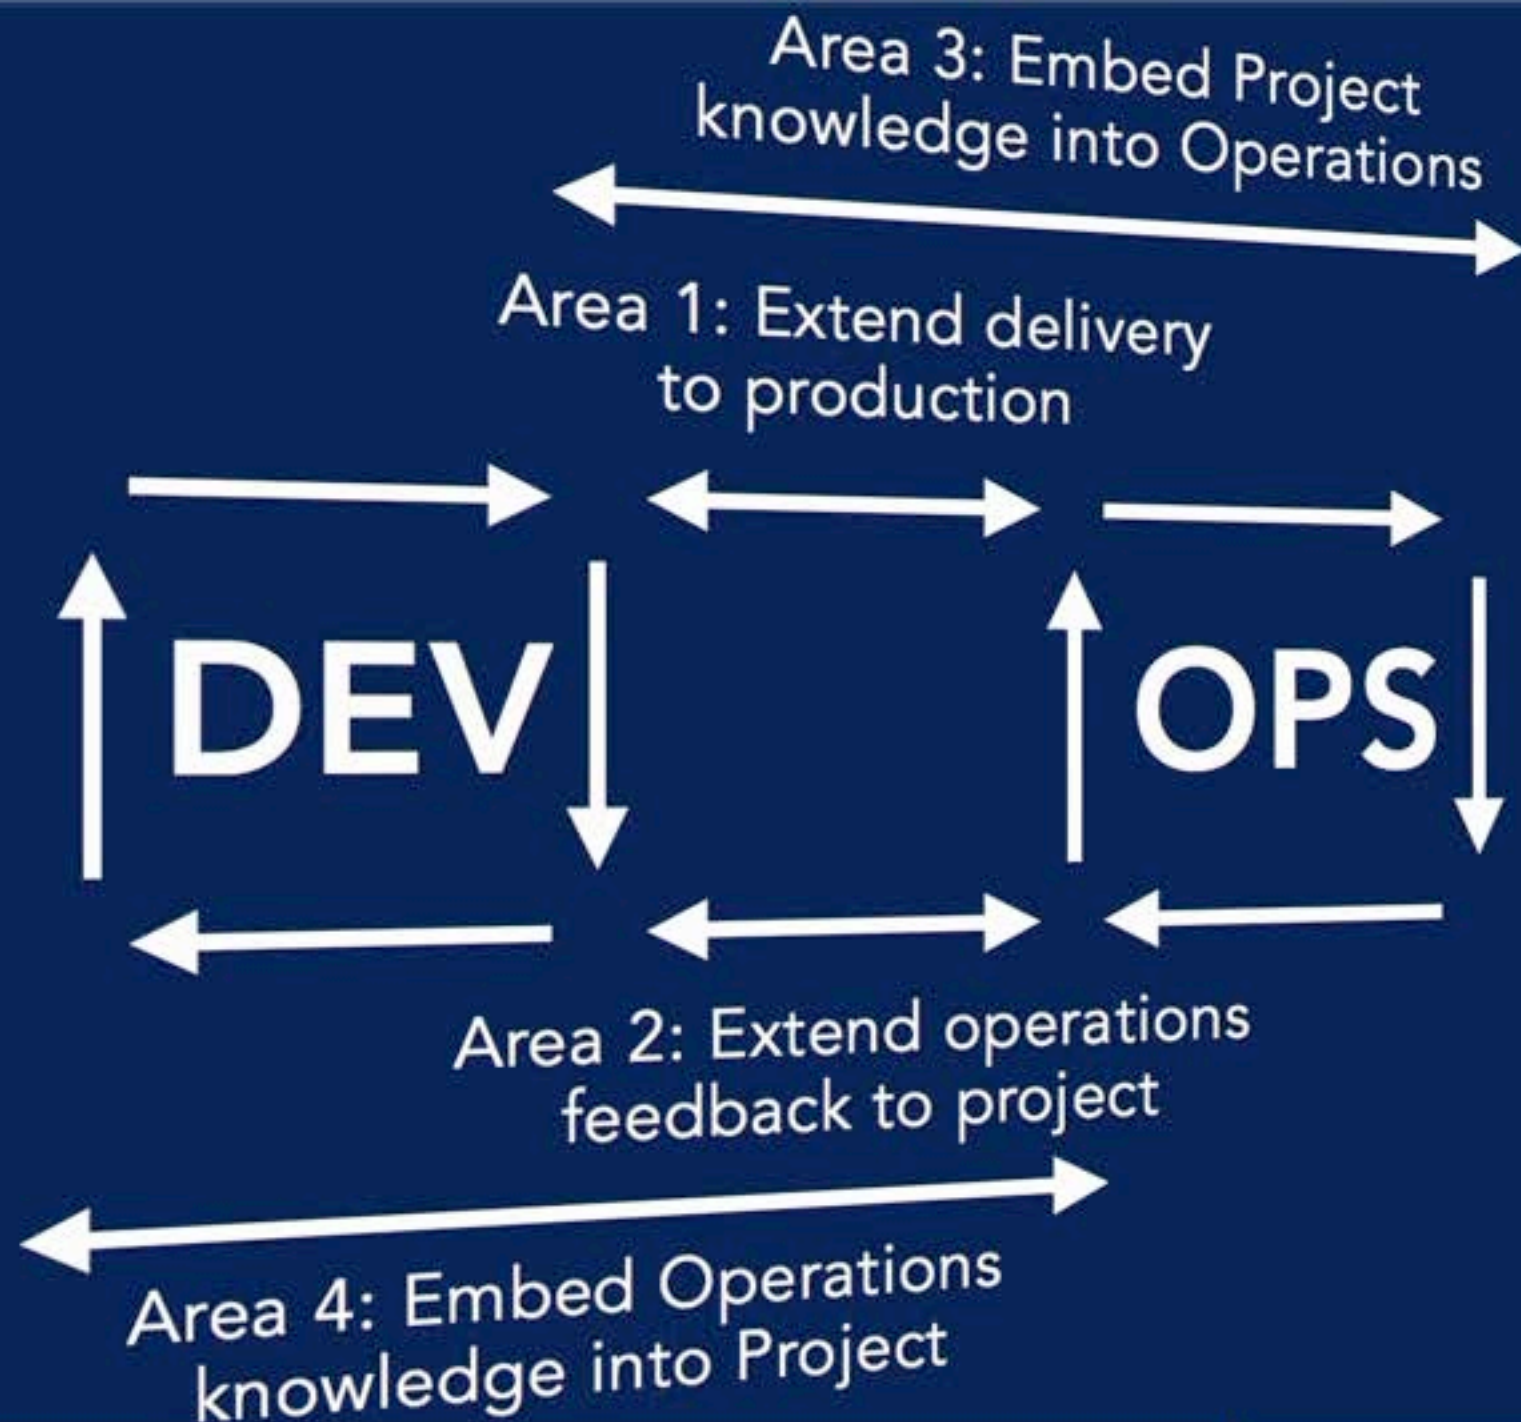 Area 3: Embed Project
knowledge into Operations
Area 1: Extend delivery
to production
DEV
OPS
Area 2: Extend operations
feedback to project
Area 4: Embed Operations
knowledge into Project